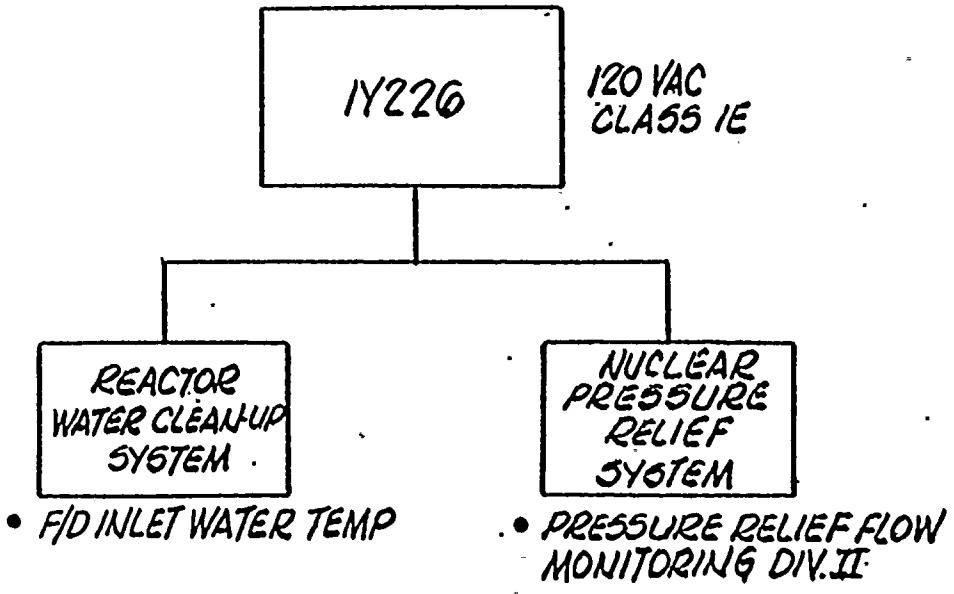 1Y226
120 VAC
CLASS 1E
REACTOR
WATER CLEAN-UP
SYSTEM
• F/D INLET WATER TEMP
NUCLEAR
PRESSURE
RELIEF
SYSTEM
• PRESSURE RELIEF FLOW
MONITORING DIV. II